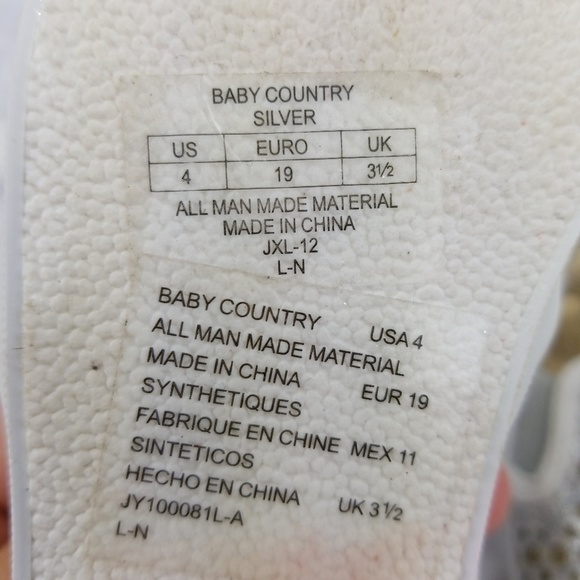 BABY COUNTRY
SILVER
US EURO UK
4 19 3½
ALL MAN MADE MATERIAL
MADE IN CHINA
JXL-12
L-N
BABY COUNTRY USA 4
ALL MAN MADE MATERIAL
MADE IN CHINA EUR 19
SYNTHETIQUES
FABRIQUE EN CHINE MEX 11
SINTETICOS
HECHO EN CHINA UK 3½
JY100081L-A
L-N